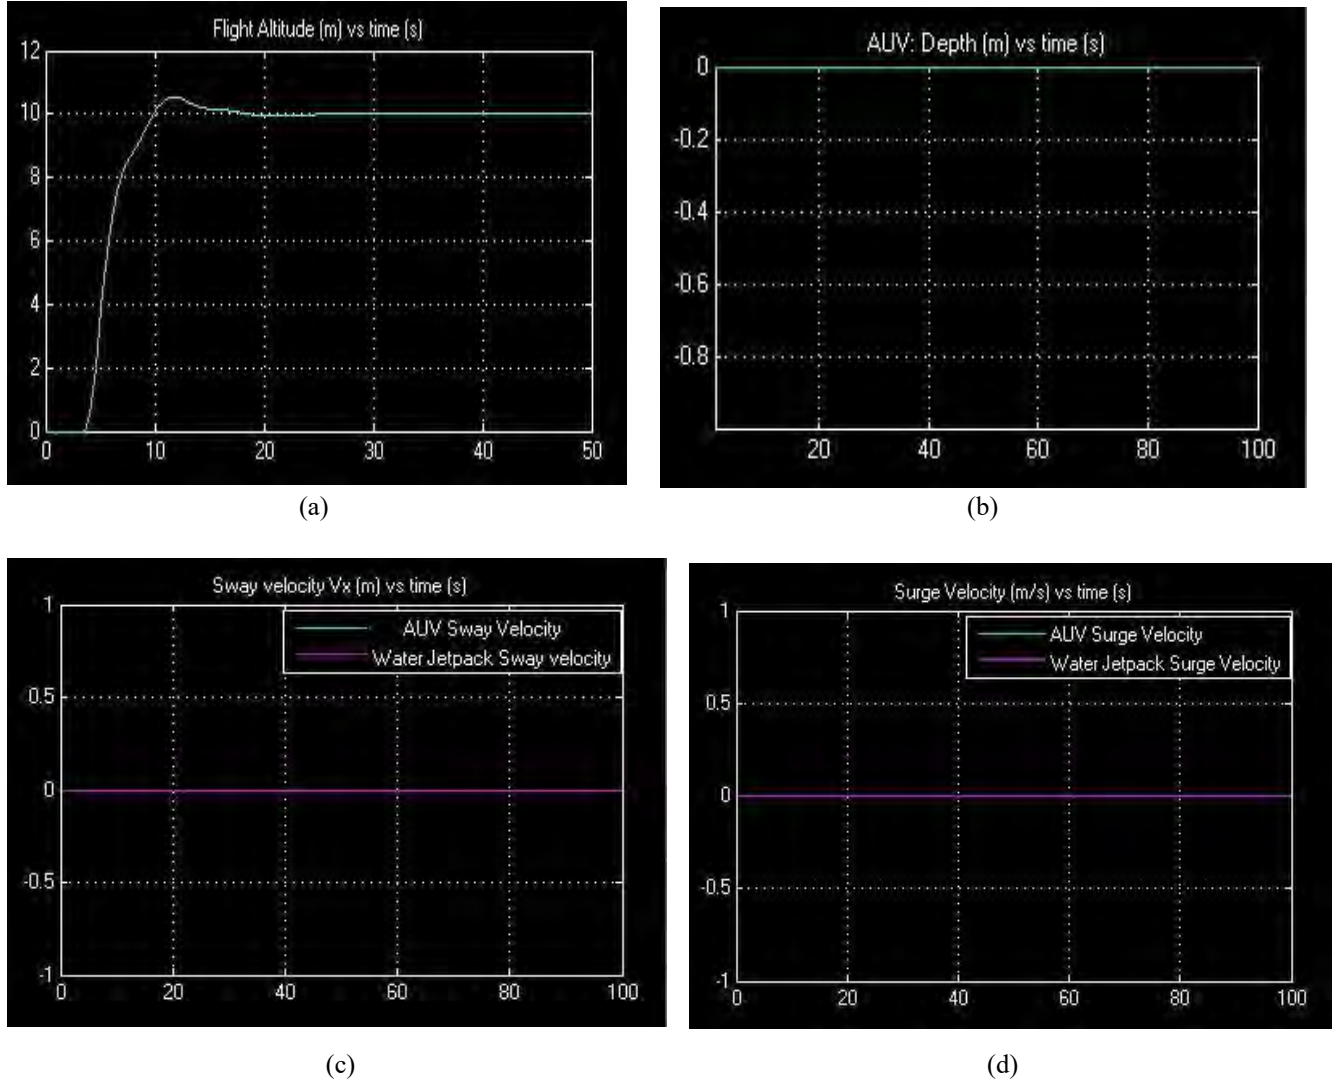 Flight Altitude (m) vs time (s)
12
10
8
6
4
2
0
0 10 20 30 40 50
(a)
AUV: Depth (m) vs time (s)
0
-0.2
-0.4
-0.6
-0.8
20 40 60 80 100
(b)
Sway velocity Vx (m) vs time (s)
1
AUV Sway Velocity
Water Jetpack Sway velocity
0.5
0
-0.5
-1
0 20 40 60 80 100
(c)
Surge Velocity (m/s) vs time (s)
1
AUV Surge Velocity
Water Jetpack Surge Velocity
0.5
0
-0.5
-1
0 20 40 60 80 100
(d)